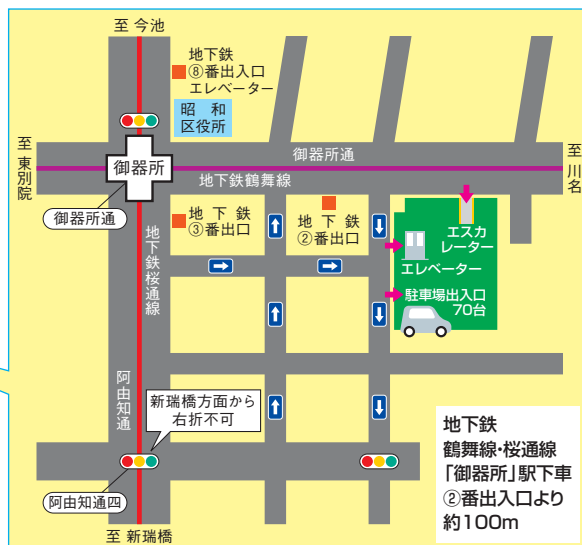 至 今池
地下鉄
⑧番出入口
エレベーター
昭和
区役所
至 東別院
御器所
御器所通
地下鉄鶴舞線
至 川名
御器所通
地下鉄桜通線
地下鉄
③番出口
地下鉄
②番出口
エスカ
レーター
エレベーター
駐車場出入口
70台
阿由知通
新瑞橋方面から
右折不可
阿由知通四
至 新瑞橋
地下鉄
鶴舞線・桜通線
「御器所」駅下車
②番出入口より
約100m